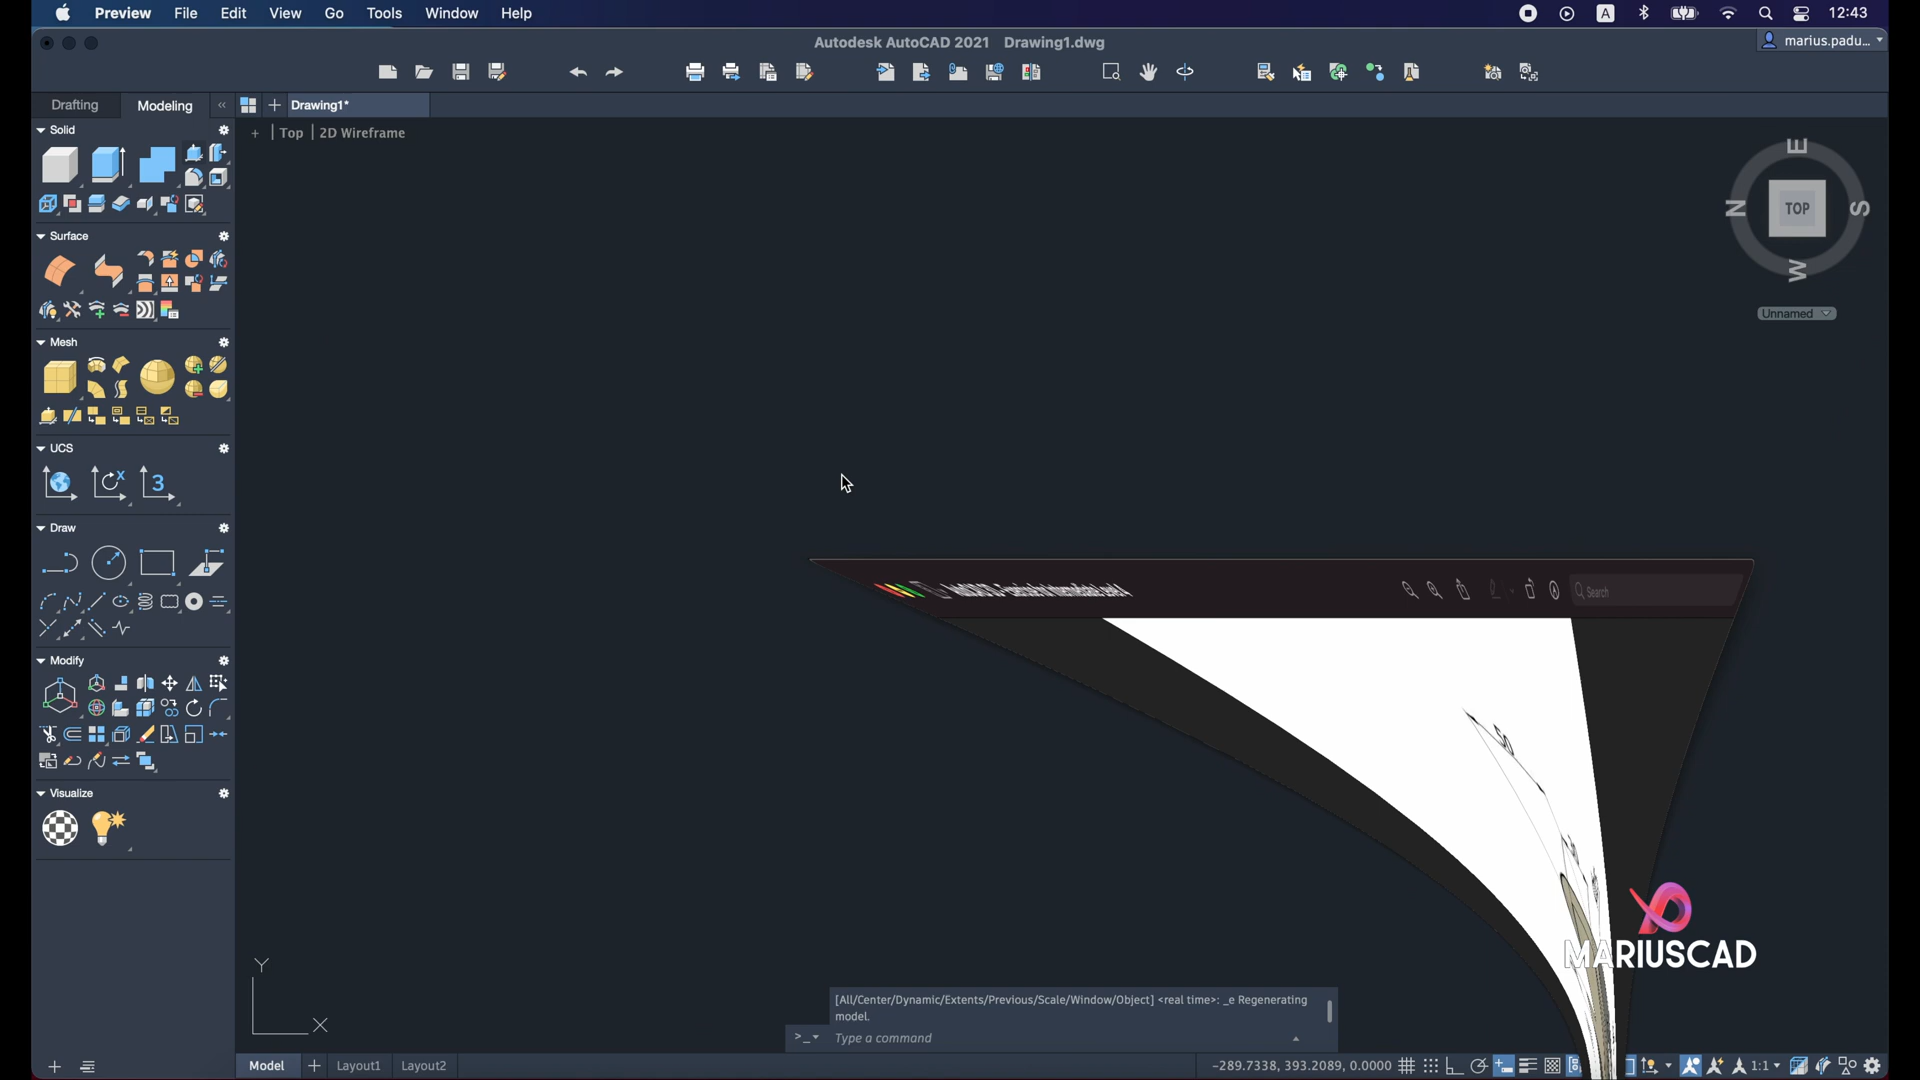 Preview File Edit View Go Tools Window Help
A 12:43
Autodesk AutoCAD 2021 Drawing1.dwg
marius.padu...
Drafting Modeling « Drawing1*
+ | Top | 2D Wireframe
Solid
Surface
Mesh
UCS
X 3
Draw
Modify
Visualize
E
N TOP S
W
Unnamed
Search
50
MARIUSCAD
Y
X
[All/Center/Dynamic/Extents/Previous/Scale/Window/Object] <real time>: _e Regenerating
model.
>_ Type a command
Model + Layout1 Layout2
-289.7338, 393.2089, 0.0000 1:1